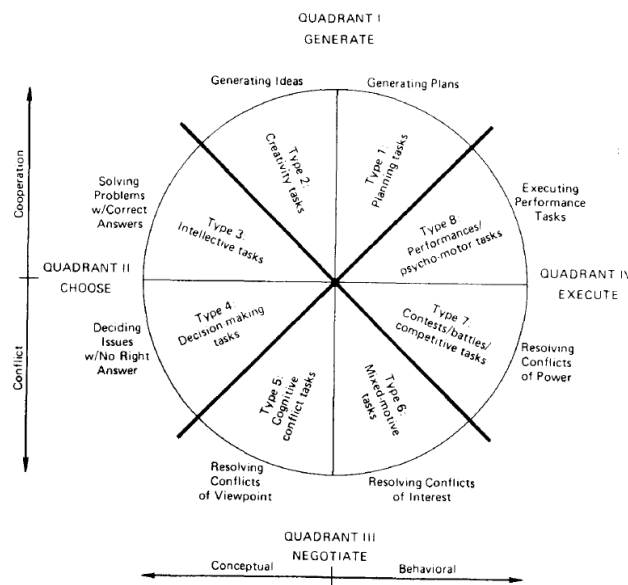 QUADRANT I
GENERATE
Generating Ideas
Generating Plans
Type 2:
Creativity tasks
Type 1:
Planning tasks
Cooperation
Solving
Problems
w/Correct
Answers
Type 3:
Intellective tasks
Type 8
Performances/
psycho-motor tasks
Executing
Performance
Tasks
QUADRANT II
CHOOSE
QUADRANT IV
EXECUTE
Conflict
Deciding
Issues
w/No Right
Answer
Type 4:
Decision-making
tasks
Type 5:
Cognitive
conflict tasks
Type 6:
Mixed-motive
tasks
Type 7:
Contests/battles/
competitive tasks
Resolving
Conflicts
of Power
Resolving
Conflicts
of Viewpoint
Resolving Conflicts
of Interest
QUADRANT III
NEGOTIATE
Conceptual
Behavioral